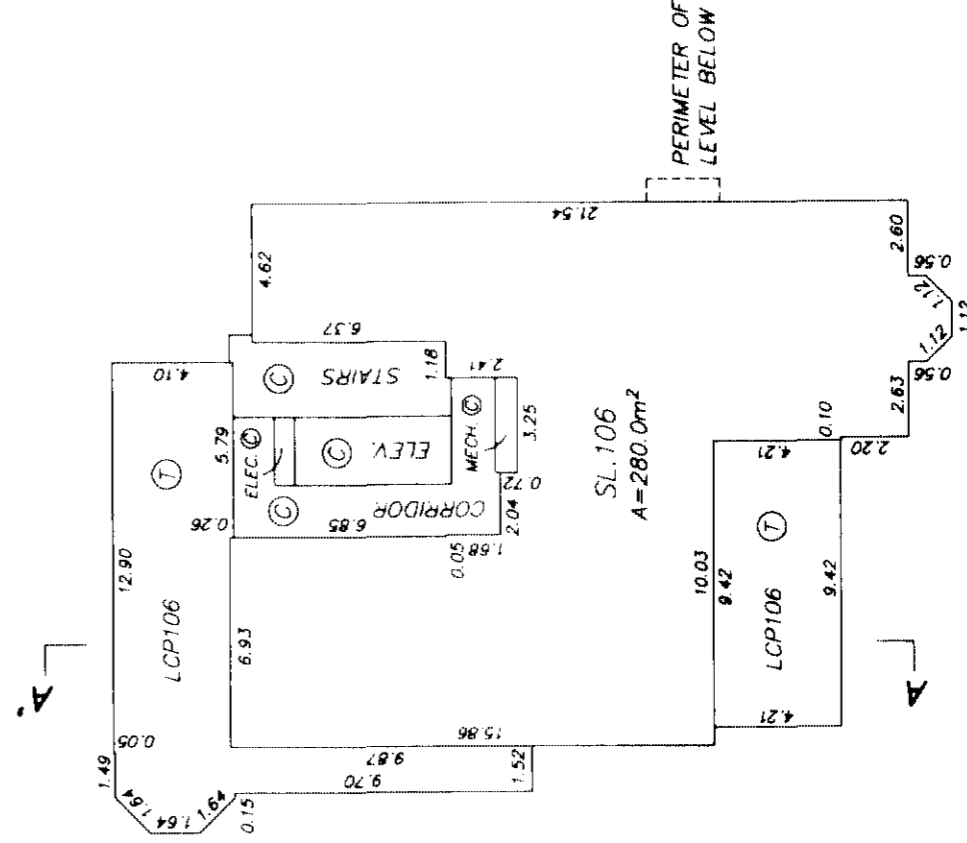 PERIMETER OF
LEVEL BELOW
A'
A
1.49
0.05
12.90
4.10
1.64
1.64
1.64
0.15
LCP106
T
0.26
5.79
6.93
ELEC. C
C
CORRIDOR
C
ELEV.
C
STAIRS
6.37
4.62
1.18
2.41
MECH. C
3.25
0.72
2.04
6.85
1.68
0.05
9.70
9.87
1.52
15.86
21.54
SL.106
A=280.0m²
10.03
9.42
4.21
LCP106
T
4.21
9.42
0.10
2.20
2.63
0.56
1.12
1.12
1.12
0.56
2.60